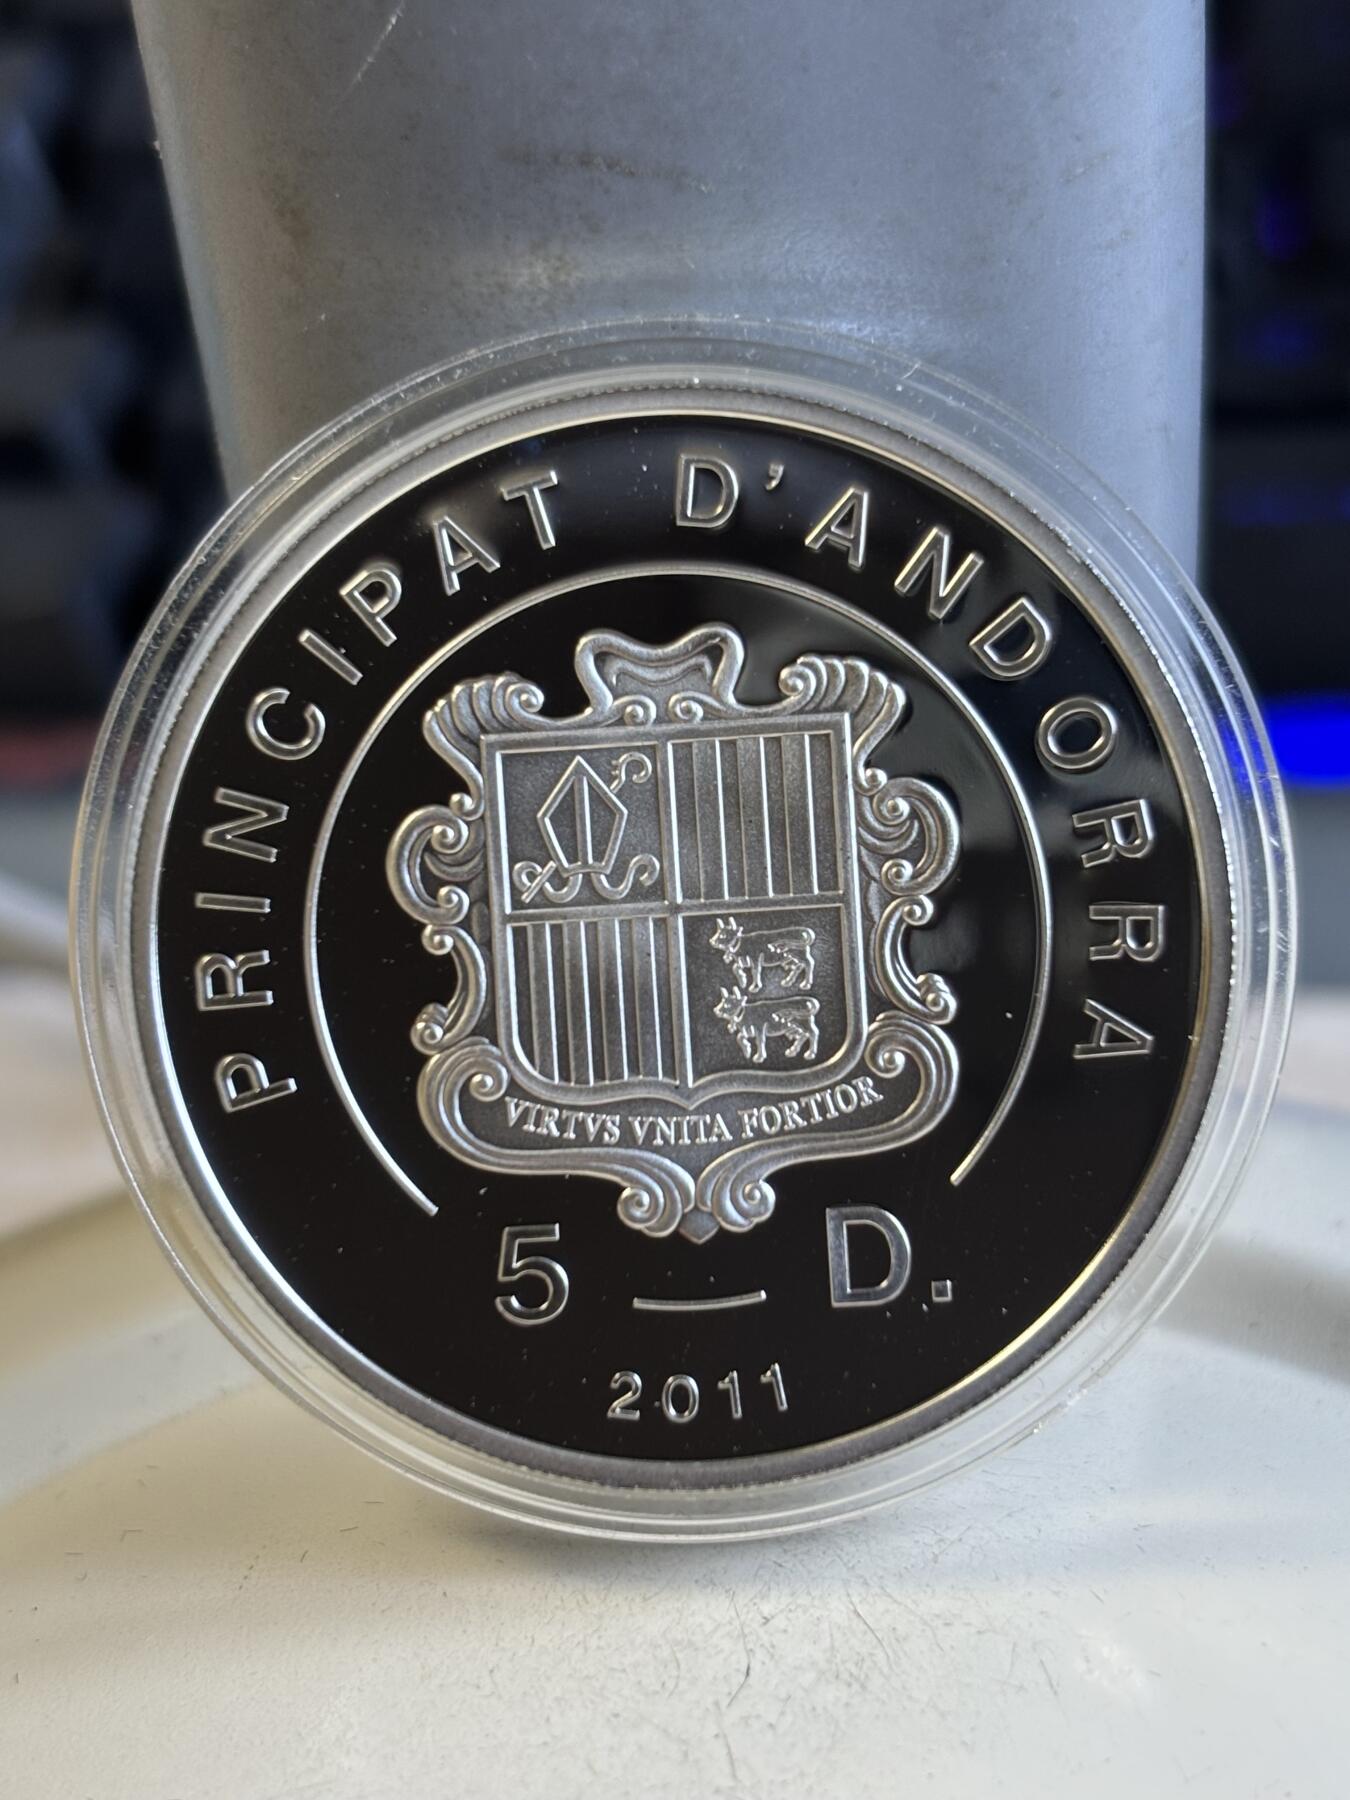 PRINCIPAT D'ANDORRA
VIRTVS VNITA FORTIOR
5 — D.
2011